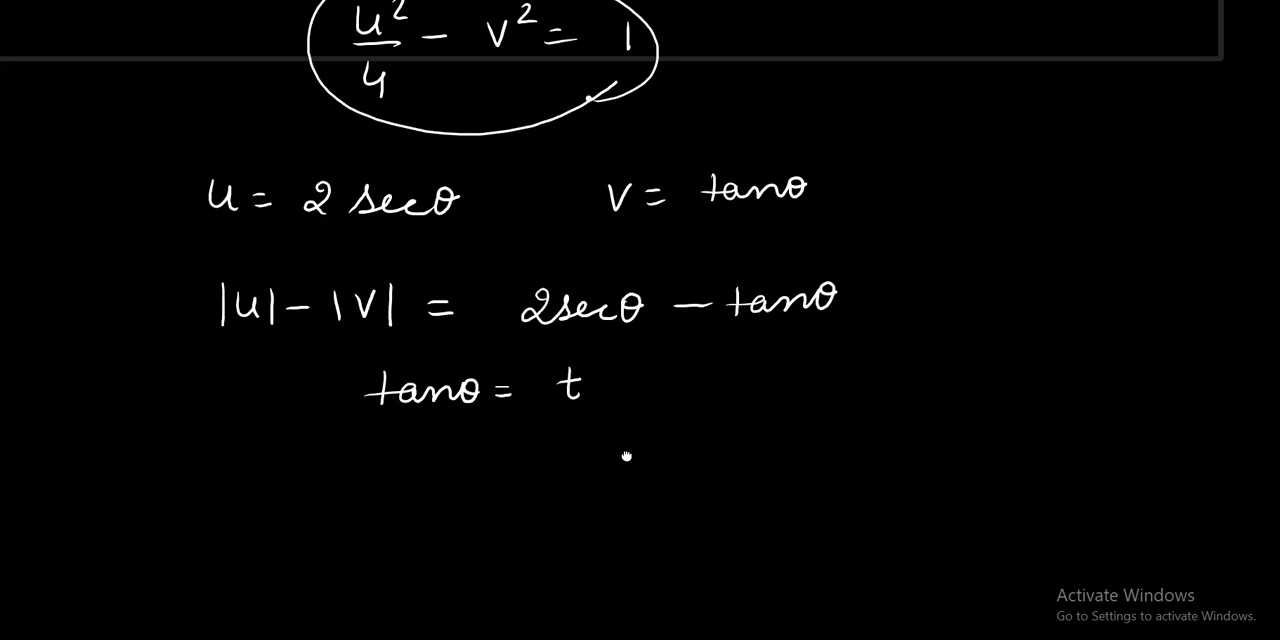 u²/4 - v² = 1
u = 2 secθ    v = tanθ
|u| - |v| = 2secθ - tanθ
tanθ = t
Activate Windows
Go to Settings to activate Windows.